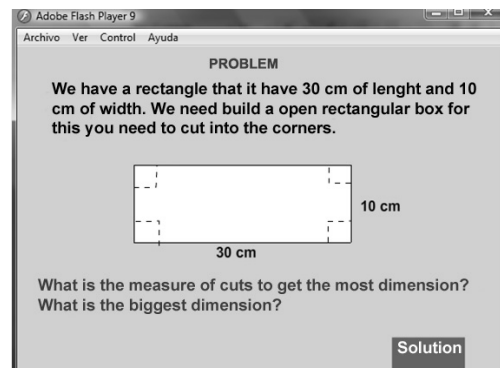 Adobe Flash Player 9
Archivo Ver Control Ayuda
PROBLEM
We have a rectangle that it have 30 cm of lenght and 10
cm of width. We need build a open rectangular box for
this you need to cut into the corners.
10 cm
30 cm
What is the measure of cuts to get the most dimension?
What is the biggest dimension?
Solution